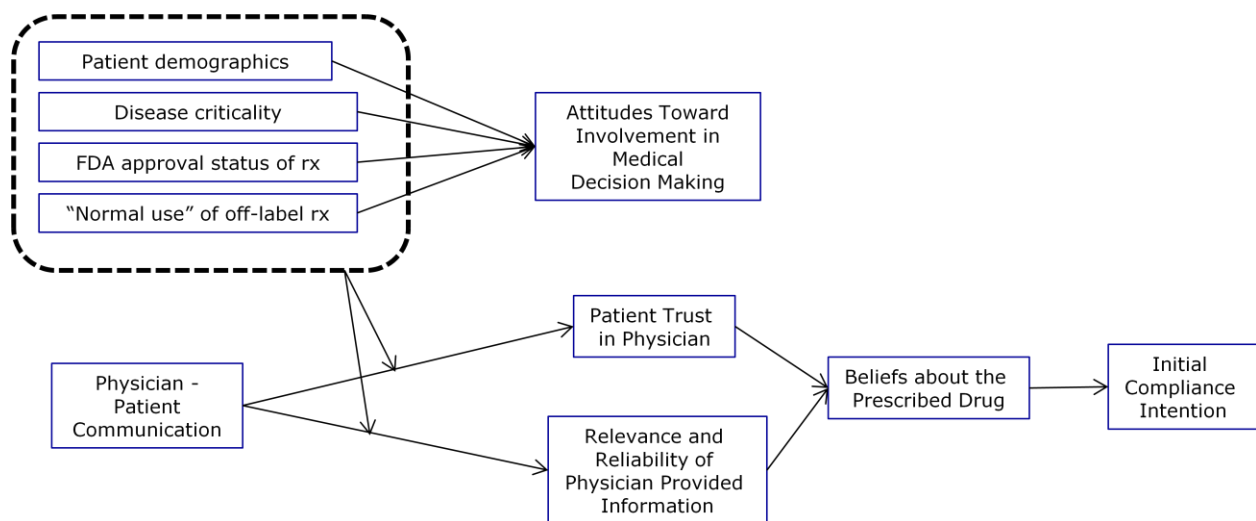 Patient demographics
Disease criticality
FDA approval status of rx
“Normal use” of off-label rx
Attitudes Toward
Involvement in
Medical
Decision Making
Physician -
Patient
Communication
Patient Trust
in Physician
Relevance and
Reliability of
Physician Provided
Information
Beliefs about the
Prescribed Drug
Initial
Compliance
Intention